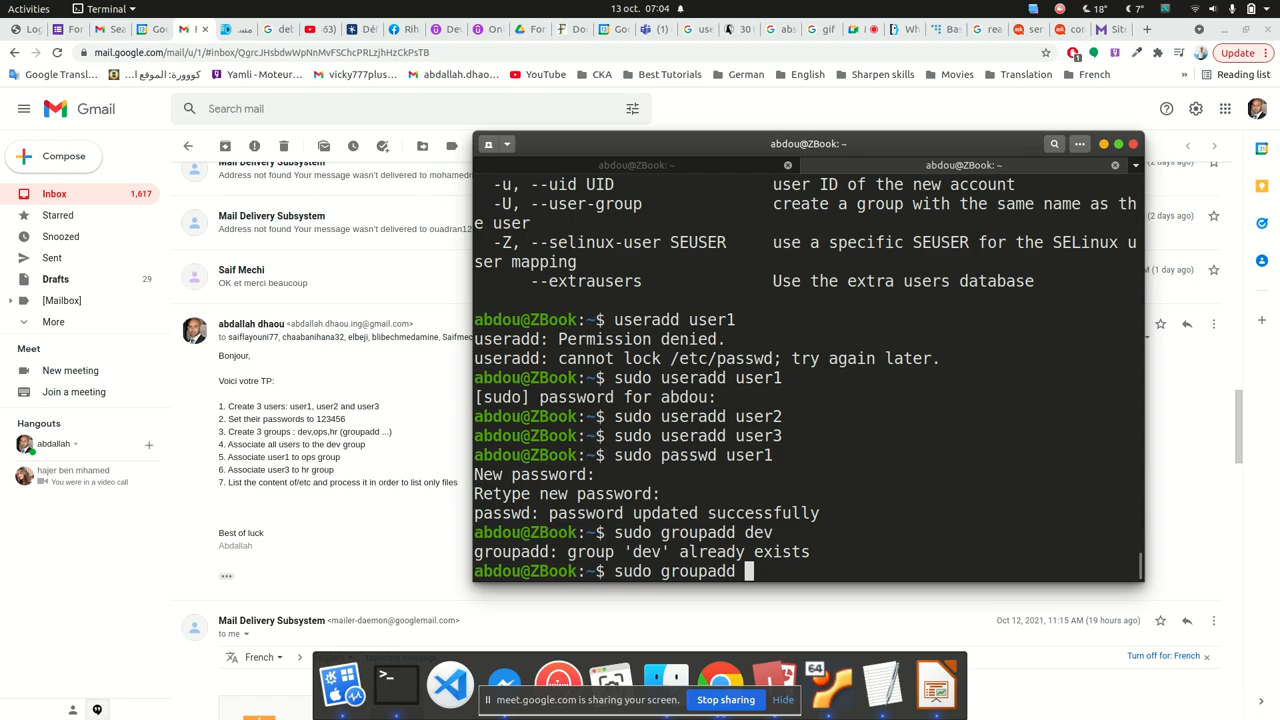 Activities
Terminal
13 oct. 07:04
18°
7°
mail.google.com/mail/u/1/#inbox/QgrcJHsbdwWpNnMvFSChcPRLzjhHzCkPsTB
Update
Google Transl...
Yamli - Moteur...
vicky777plus...
abdallah.dhao...
YouTube
CKA
Best Tutorials
German
English
Sharpen skills
Movies
Translation
French
»
Reading list
Gmail
Search mail
Compose
Inbox 1,617
Starred
Snoozed
Sent
Drafts 29
[Mailbox]
More
Meet
New meeting
Join a meeting
Hangouts
abdallah
hajer ben mhamed
You were in a video call
Mail Delivery Subsystem
Address not found Your message wasn't delivered to mohamed
Mail Delivery Subsystem
Address not found Your message wasn't delivered to ouadran12
Saif Mechi
OK et merci beaucoup
abdallah dhaou <abdallah.dhaou.ing@gmail.com>
to saiflayouni77, chaabanihana32, elbeji, blibechmedamine, Saifmec
Bonjour,
Voici votre TP:
1. Create 3 users: user1, user2 and user3
2. Set their passwords to 123456
3. Create 3 groups : dev,ops,hr (groupadd ...)
4. Associate all users to the dev group
5. Associate user1 to ops group
6. Associate user3 to hr group
7. List the content of/etc and process it in order to list only files
Best of luck
Abdallah
Mail Delivery Subsystem <mailer-daemon@googlemail.com>
to me
Oct 12, 2021, 11:15 AM (19 hours ago)
French
Turn off for: French
abdou@ZBook: ~
abdou@ZBook: ~
abdou@ZBook: ~
-u, --uid UID user ID of the new account
-U, --user-group create a group with the same name as th
e user
-Z, --selinux-user SEUSER use a specific SEUSER for the SELinux u
ser mapping
--extrausers Use the extra users database
abdou@ZBook:~$ useradd user1
useradd: Permission denied.
useradd: cannot lock /etc/passwd; try again later.
abdou@ZBook:~$ sudo useradd user1
[sudo] password for abdou:
abdou@ZBook:~$ sudo useradd user2
abdou@ZBook:~$ sudo useradd user3
abdou@ZBook:~$ sudo passwd user1
New password:
Retype new password:
passwd: password updated successfully
abdou@ZBook:~$ sudo groupadd dev
groupadd: group 'dev' already exists
abdou@ZBook:~$ sudo groupadd
meet.google.com is sharing your screen.
Stop sharing
Hide